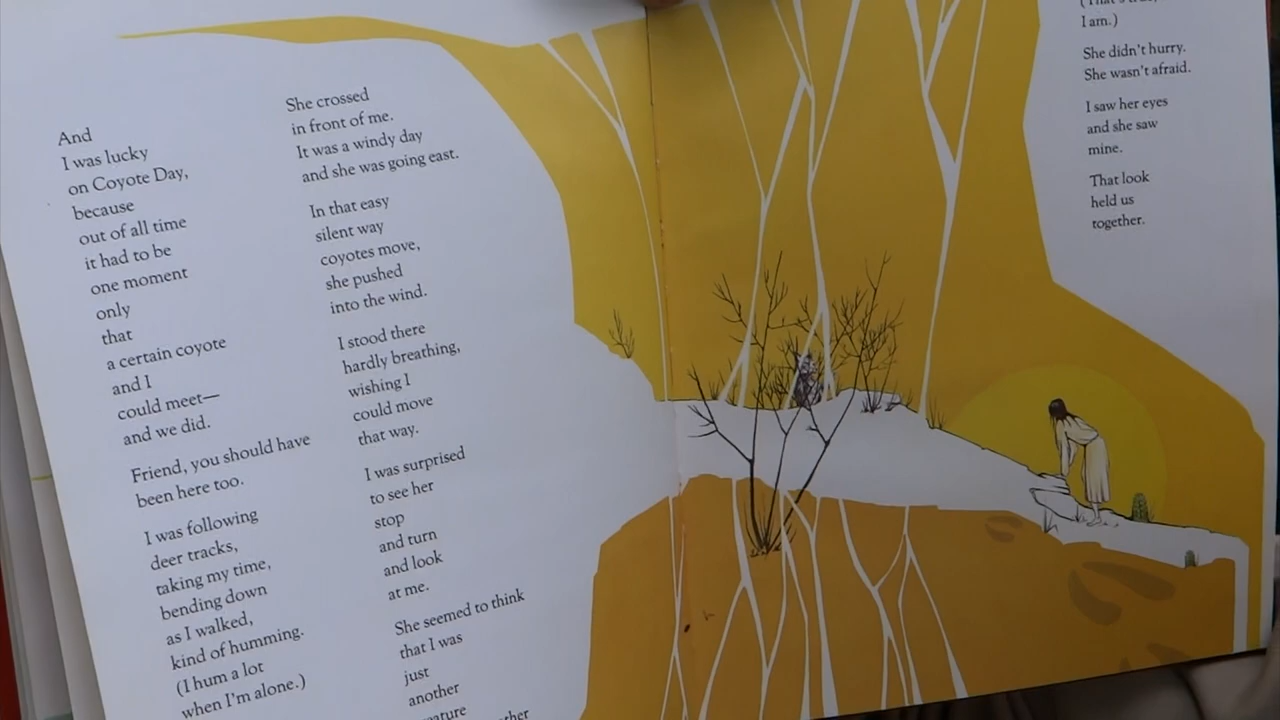 And
I was lucky
on Coyote Day,
because
out of all time
it had to be
one moment
only
that
a certain coyote
and I
could meet—
and we did.
Friend, you should have
been here too.
I was following
deer tracks,
taking my time,
bending down
as I walked,
kind of humming.
(I hum a lot
when I'm alone.)
She crossed
in front of me.
It was a windy day
and she was going east.
In that easy
silent way
coyotes move,
she pushed
into the wind.
I stood there
hardly breathing,
wishing I
could move
that way.
I was surprised
to see her
stop
and turn
and look
at me.
She seemed to think
that I was
just
another
I am.)
She didn't hurry.
She wasn't afraid.
I saw her eyes
and she saw
mine.
That look
held us
together.